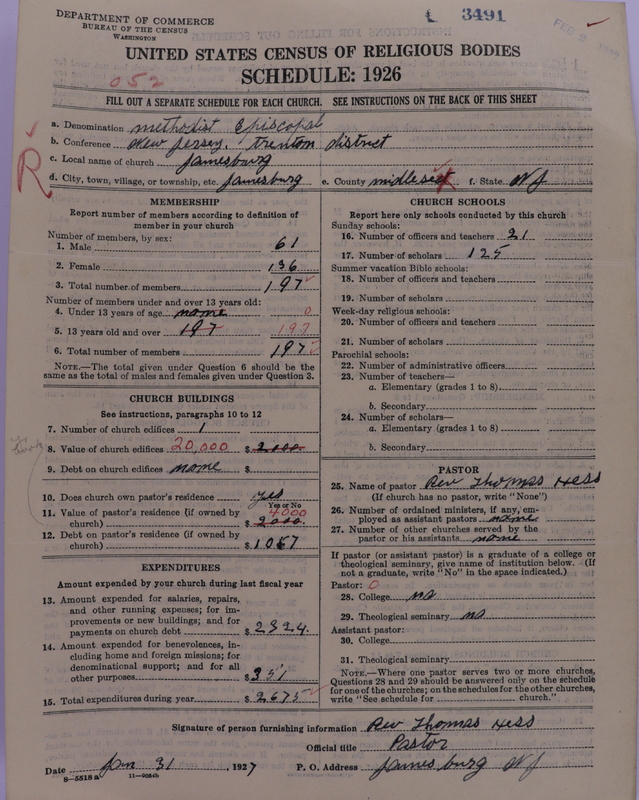 DEPARTMENT OF COMMERCE
BUREAU OF THE CENSUS
WASHINGTON
3491
FEB 2
UNITED STATES CENSUS OF RELIGIOUS BODIES
SCHEDULE: 1926
052
FILL OUT A SEPARATE SCHEDULE FOR EACH CHURCH. SEE INSTRUCTIONS ON THE BACK OF THIS SHEET
R
a. Denomination Methodist Episcopal
b. Conference New Jersey, Trenton District
c. Local name of church Jamesburg
d. City, town, village, or township, etc. Jamesburg e. County Middlesex f. State NJ
MEMBERSHIP
Report number of members according to definition of
member in your church
Number of members, by sex:
1. Male 61
2. Female 136
3. Total number of members 197
Number of members under and over 13 years old:
4. Under 13 years of age none 0
5. 13 years old and over 197 197
6. Total number of members 197
NOTE.—The total given under Question 6 should be
the same as the total of males and females given under Question 3.
CHURCH BUILDINGS
See instructions, paragraphs 10 to 12
7. Number of church edifices 1
8. Value of church edifices 20,000 $ 2000
9. Debt on church edifices none $
10. Does church own pastor's residence yes
Yes or No
11. Value of pastor's residence (if owned by 4000
church) $ 2000
12. Debt on pastor's residence (if owned by
church) $ 1067
EXPENDITURES
Amount expended by your church during last fiscal year
13. Amount expended for salaries, repairs,
and other running expenses; for im-
provements or new buildings; and for
payments on church debt $ 2324
14. Amount expended for benevolences, in-
cluding home and foreign missions; for
denominational support; and for all
other purposes $ 351
15. Total expenditures during year $ 2675
CHURCH SCHOOLS
Report here only schools conducted by this church
Sunday schools:
16. Number of officers and teachers 21
17. Number of scholars 125
Summer vacation Bible schools:
18. Number of officers and teachers
19. Number of scholars
Week-day religious schools:
20. Number of officers and teachers
21. Number of scholars
Parochial schools:
22. Number of administrative officers
23. Number of teachers—
a. Elementary (grades 1 to 8)
b. Secondary
24. Number of scholars—
a. Elementary (grades 1 to 8)
b. Secondary
PASTOR
25. Name of pastor Rev Thomas Hess
(If church has no pastor, write "None")
26. Number of ordained ministers, if any, em-
ployed as assistant pastors none
27. Number of other churches served by the
pastor or his assistants none
If pastor (or assistant pastor) is a graduate of a college or
theological seminary, give name of institution below. (If
not a graduate, write "No" in the space indicated.)
Pastor: 0
28. College no
29. Theological seminary no
Assistant pastor:
30. College
31. Theological seminary
NOTE.—Where one pastor serves two or more churches,
Questions 28 and 29 should be answered only on the schedule
for one of the churches; on the schedules for the other churches,
write "See schedule for church."
Signature of person furnishing information Rev Thomas Hess
Official title Pastor
Date Jan 31, 1927 P. O. Address Jamesburg NJ
8-5518a 11-9084b